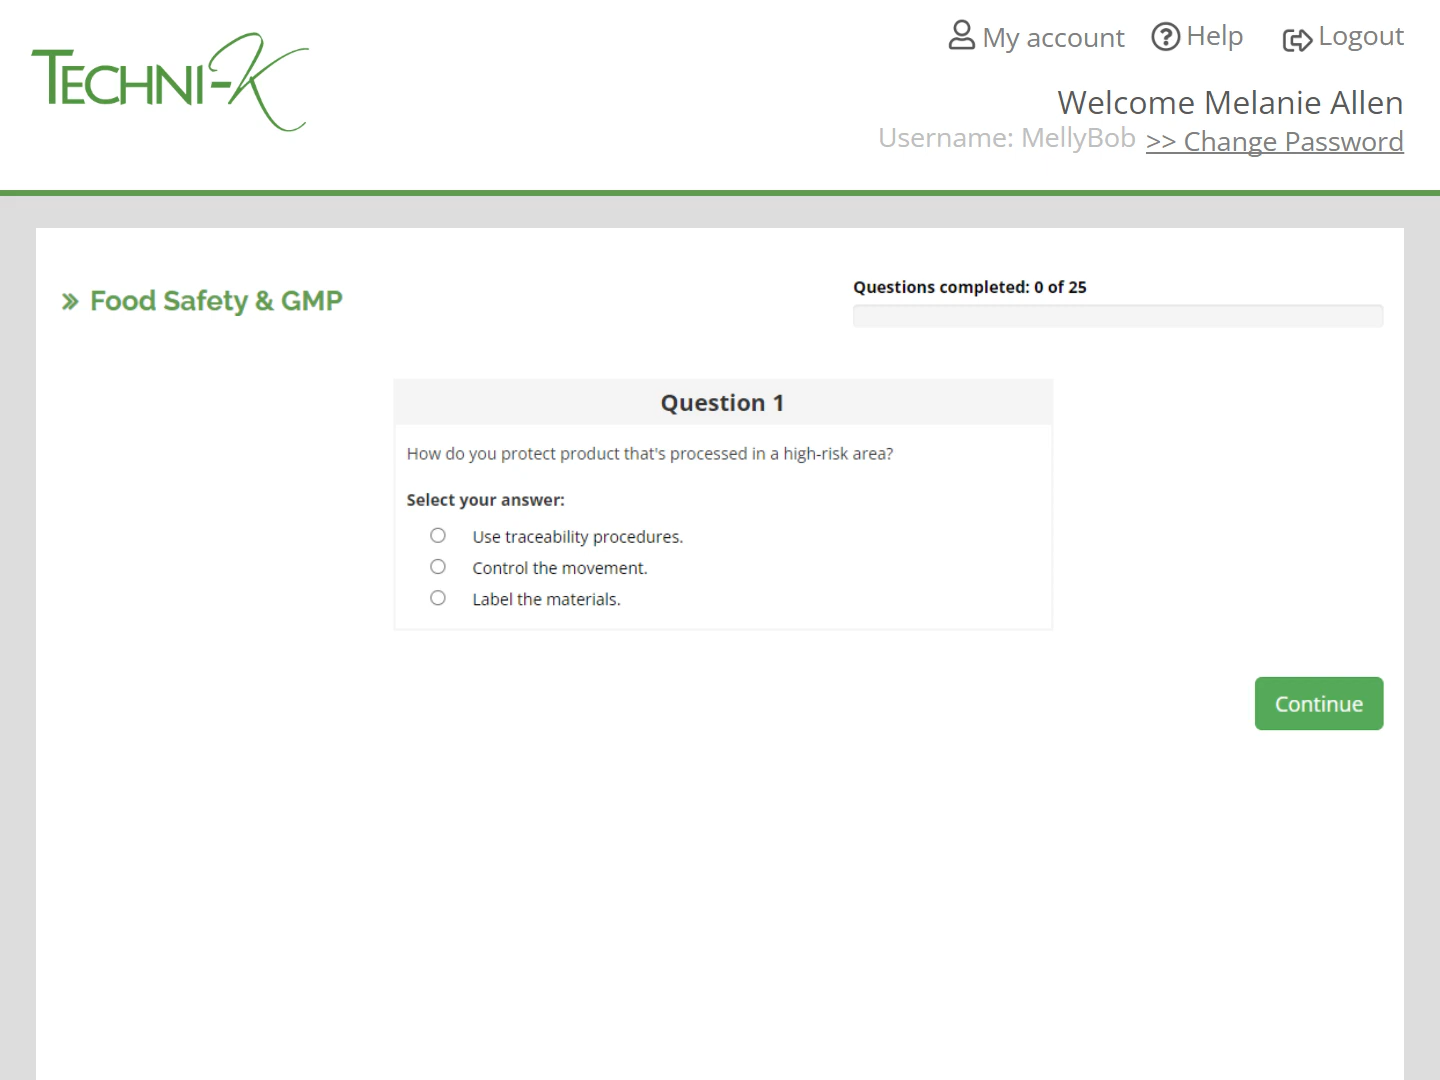 TECHNI-K
My account
Help
Logout
Welcome Melanie Allen
Username: MellyBob >> Change Password
» Food Safety & GMP
Questions completed: 0 of 25
Question 1
How do you protect product that's processed in a high-risk area?
Select your answer:
Use traceability procedures.
Control the movement.
Label the materials.
Continue